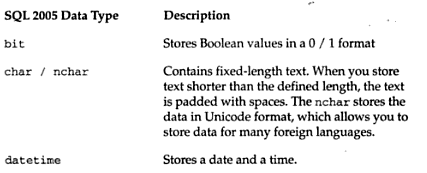 SQL 2005 Data Type Description
bit Stores Boolean values in a 0 / 1 format
char / nchar Contains fixed-length text. When you store
text shorter than the defined length, the text
is padded with spaces. The nchar stores the
data in Unicode format, which allows you to
store data for many foreign languages.
datetime Stores a date and a time.